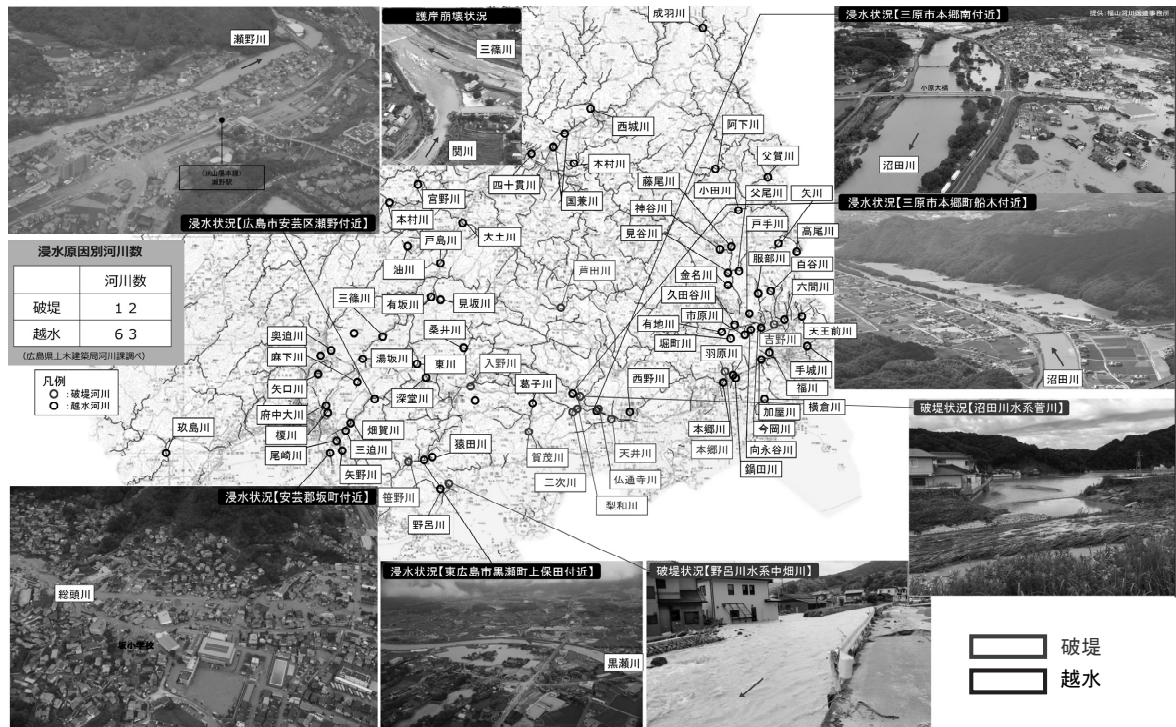 瀬野川
(JR山陽本線)
瀬野駅
浸水状況【広島市安芸区瀬野付近】
護岸崩壊状況
三篠川
関川
浸水状況【三原市本郷南付近】
提供:福山河川国道事務所
小原大橋
沼田川
浸水状況【三原市本郷町船木付近】
沼田川
浸水原因別河川数
河川数
破堤 12
越水 63
(広島県土木建築局河川課調べ)
凡例
:破堤河川
:越水河川
成羽川
西城川
阿下川
本村川
父賀川
四十貫川
藤尾川
小田川
父尾川
矢川
宮野川
国兼川
神谷川
戸手川
本村川
大土川
見谷川
高尾川
戸島川
服部川
芦田川
白谷川
油川
金名川
六間川
有坂川
見坂川
久田谷川
三篠川
市原川
桑井川
有地川
天王前川
奥迫川
吉野川
堀町川
麻下川
湯坂川
東川
入野川
羽原川
手城川
西野川
葛子川
福川
矢口川
深堂川
横倉川
加屋川
府中大川
玖島川
畑賀川
猿田川
本郷川
今岡川
榎川
賀茂川
天井川
本郷川
三迫川
向永谷川
尾崎川
仏通寺川
矢野川
二次川
鍋田川
笹野川
梨和川
野呂川
浸水状況【安芸郡坂町付近】
総頭川
坂小学校
浸水状況【東広島市黒瀬町上保田付近】
黒瀬川
破堤状況【野呂川水系中畑川】
破堤状況【沼田川水系菅川】
破堤
越水